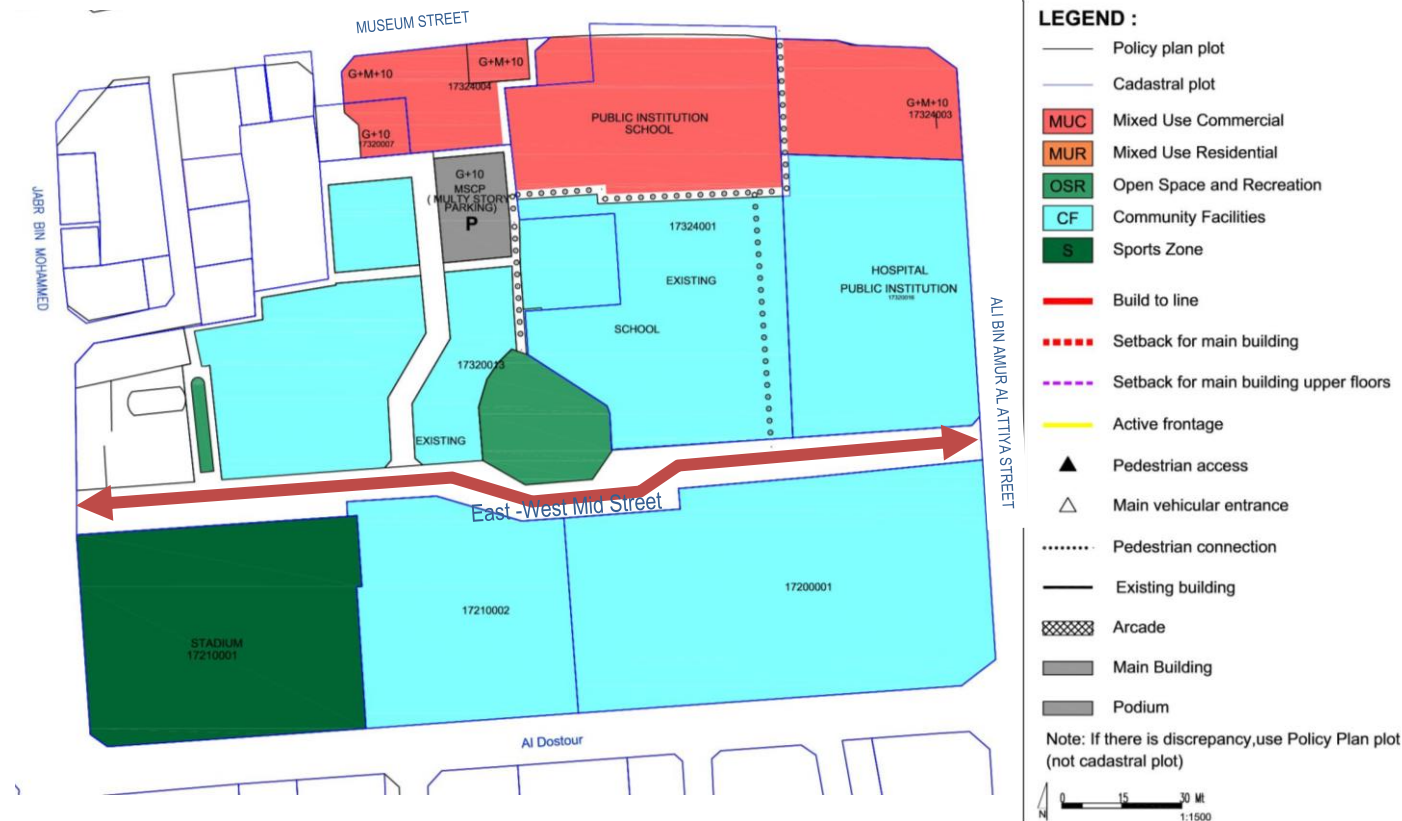 MUSEUM STREET
G+M+10
G+M+10
17324004
G+10
17320007
PUBLIC INSTITUTION
SCHOOL
G+M+10
17324003
G+10
MSCP
( MULTY STORY
PARKING)
P
JABR BIN MOHAMMED
17324001
EXISTING
SCHOOL
HOSPITAL
PUBLIC INSTITUTION
17320016
ALI BIN AMUR AL ATTIYA STREET
17320013
EXISTING
East -West Mid Street
STADIUM
17210001
17210002
17200001
Al Dostour
LEGEND :
Policy plan plot
Cadastral plot
MUC Mixed Use Commercial
MUR Mixed Use Residential
OSR Open Space and Recreation
CF Community Facilities
S Sports Zone
Build to line
Setback for main building
Setback for main building upper floors
Active frontage
Pedestrian access
Main vehicular entrance
Pedestrian connection
Existing building
Arcade
Main Building
Podium
Note: If there is discrepancy,use Policy Plan plot
(not cadastral plot)
N
0 15 30 Mt
1:1500